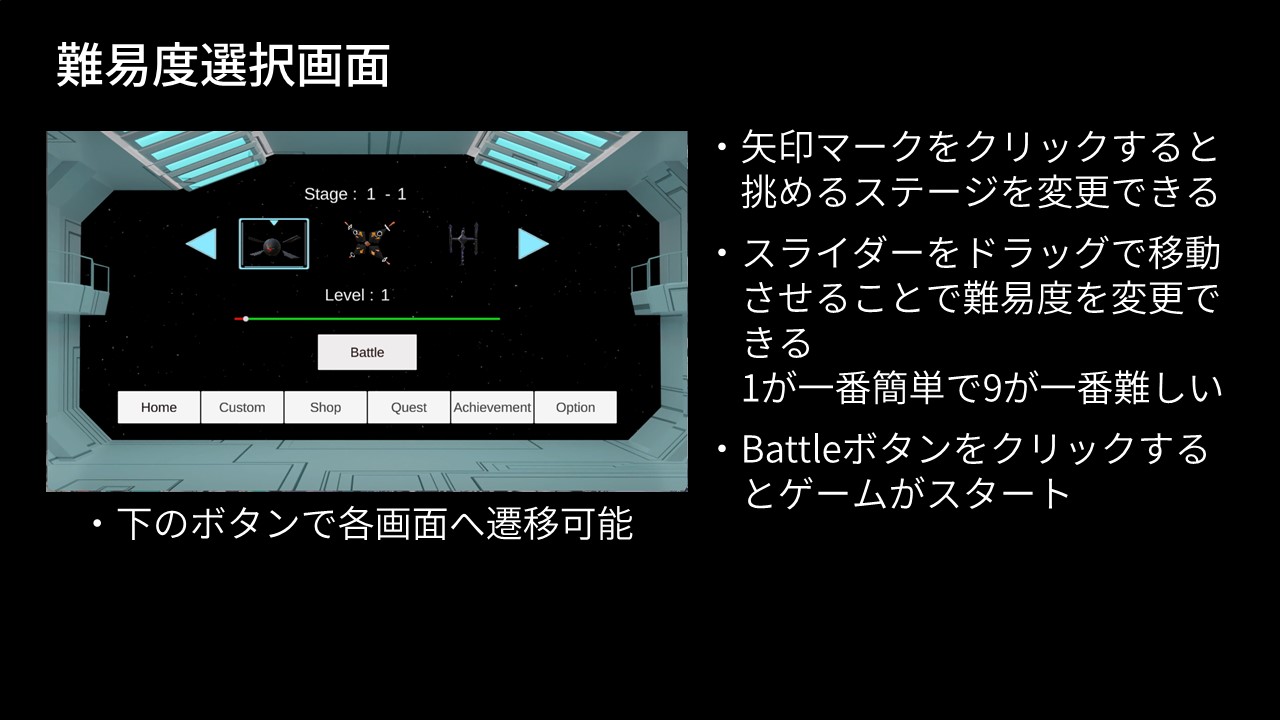 難易度選択画面
Stage : 1 - 1
Level : 1
Battle
Home Custom Shop Quest Achievement Option
・下のボタンで各画面へ遷移可能
・矢印マークをクリックすると
挑めるステージを変更できる
・スライダーをドラッグで移動
させることで難易度を変更で
きる
1が一番簡単で9が一番難しい
・Battleボタンをクリックする
とゲームがスタート